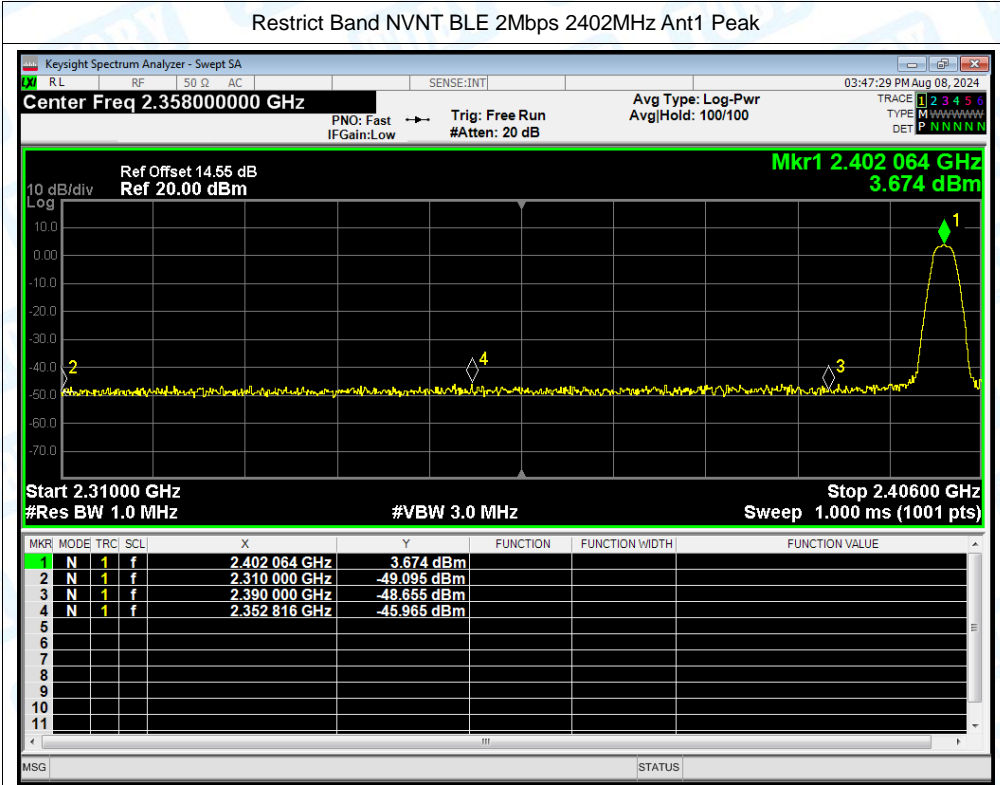 Restrict Band NVNT BLE 2Mbps 2402MHz Ant1 Peak
Keysight Spectrum Analyzer - Swept SA
LXI RL RF 50 Ω AC SENSE:INT 03:47:29 PM Aug 08, 2024
Center Freq 2.358000000 GHz
PNO: Fast
IFGain:Low
Trig: Free Run
#Atten: 20 dB
Avg Type: Log-Pwr
Avg|Hold: 100/100
TRACE 1 2 3 4 5 6
TYPE M W W W W W
DET P N N N N N
Ref Offset 14.55 dB
10 dB/div Ref 20.00 dBm
Log
Mkr1 2.402 064 GHz
3.674 dBm
10.0
0.00
-10.0
-20.0
-30.0
-40.0
-50.0
-60.0
-70.0
1
2
4
3
Start 2.31000 GHz Stop 2.40600 GHz
#Res BW 1.0 MHz #VBW 3.0 MHz Sweep 1.000 ms (1001 pts)
MKR MODE TRC SCL X Y FUNCTION FUNCTION WIDTH FUNCTION VALUE
1 N 1 f 2.402 064 GHz 3.674 dBm
2 N 1 f 2.310 000 GHz -49.095 dBm
3 N 1 f 2.390 000 GHz -48.655 dBm
4 N 1 f 2.352 816 GHz -45.965 dBm
5
6
7
8
9
10
11
MSG STATUS